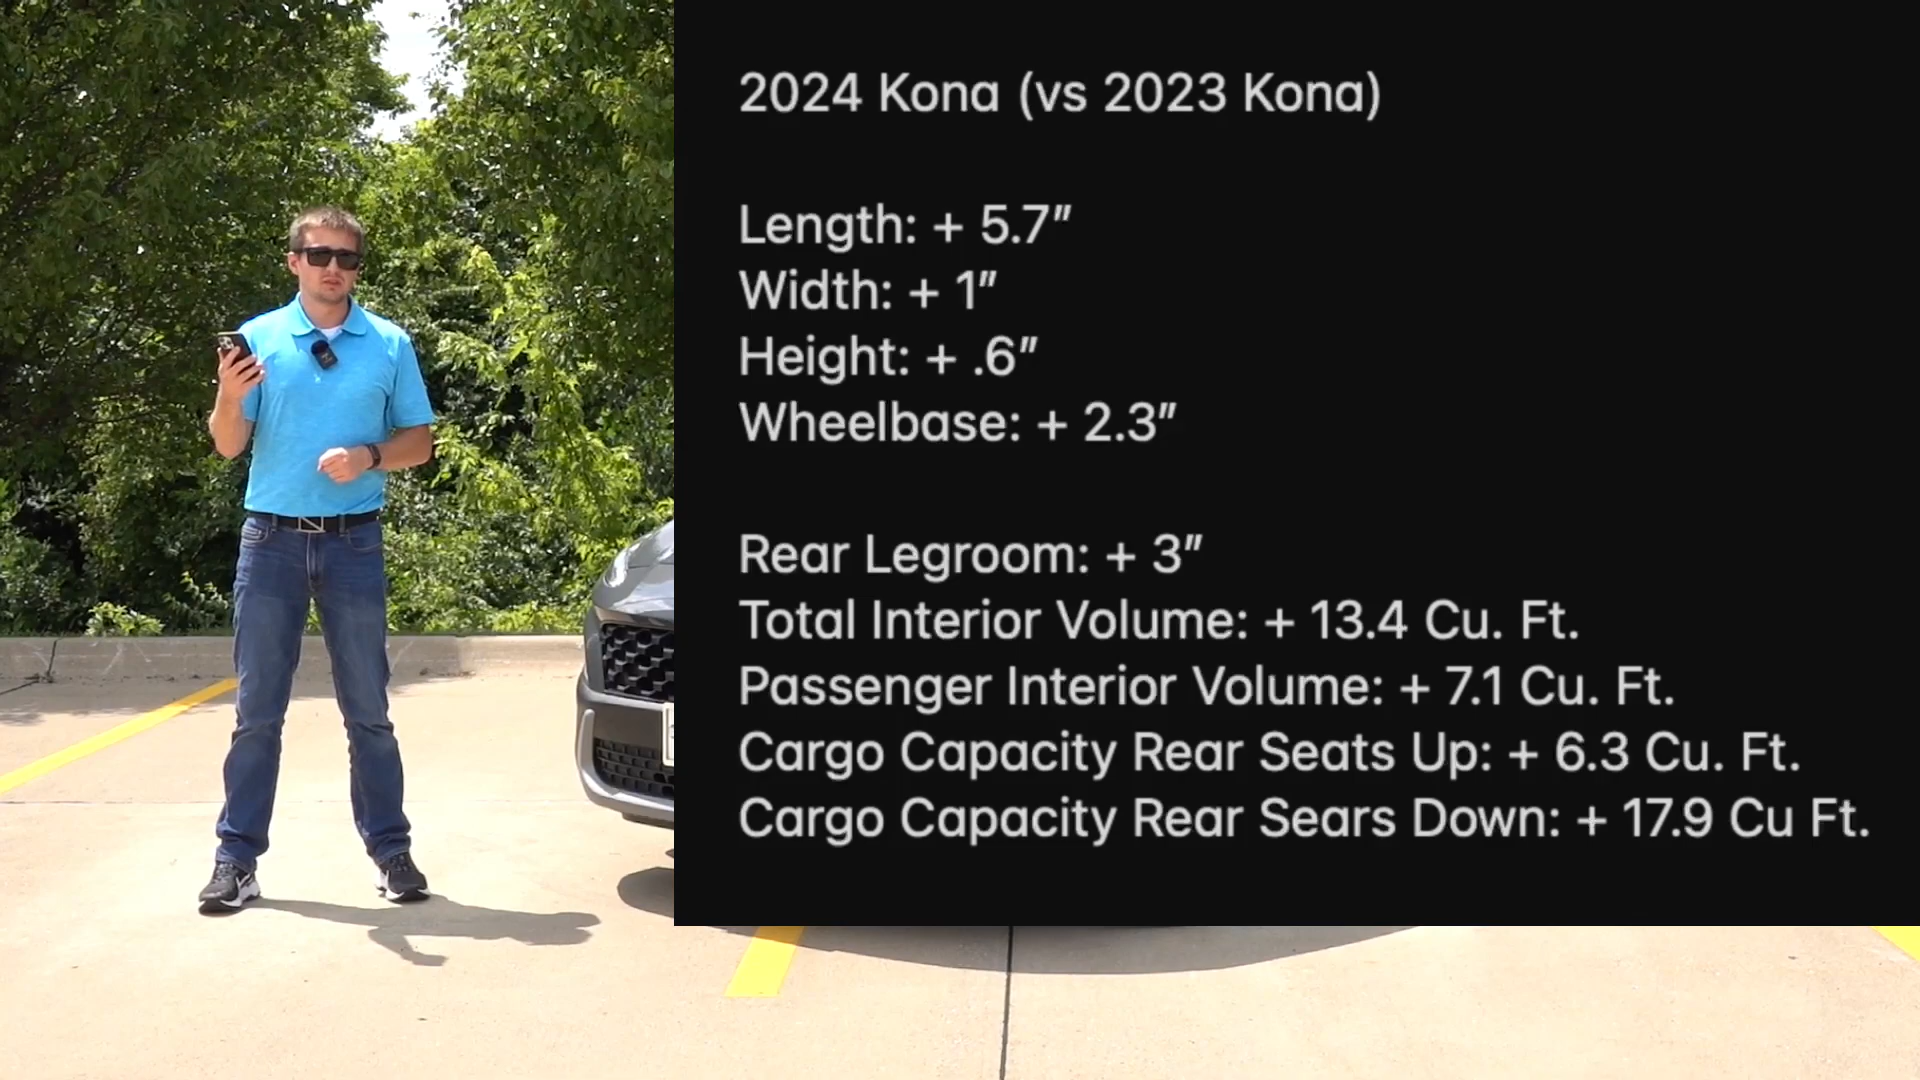 2024 Kona (vs 2023 Kona)
Length: + 5.7″
Width: + 1″
Height: + .6″
Wheelbase: + 2.3″
Rear Legroom: + 3″
Total Interior Volume: + 13.4 Cu. Ft.
Passenger Interior Volume: + 7.1 Cu. Ft.
Cargo Capacity Rear Seats Up: + 6.3 Cu. Ft.
Cargo Capacity Rear Sears Down: + 17.9 Cu Ft.